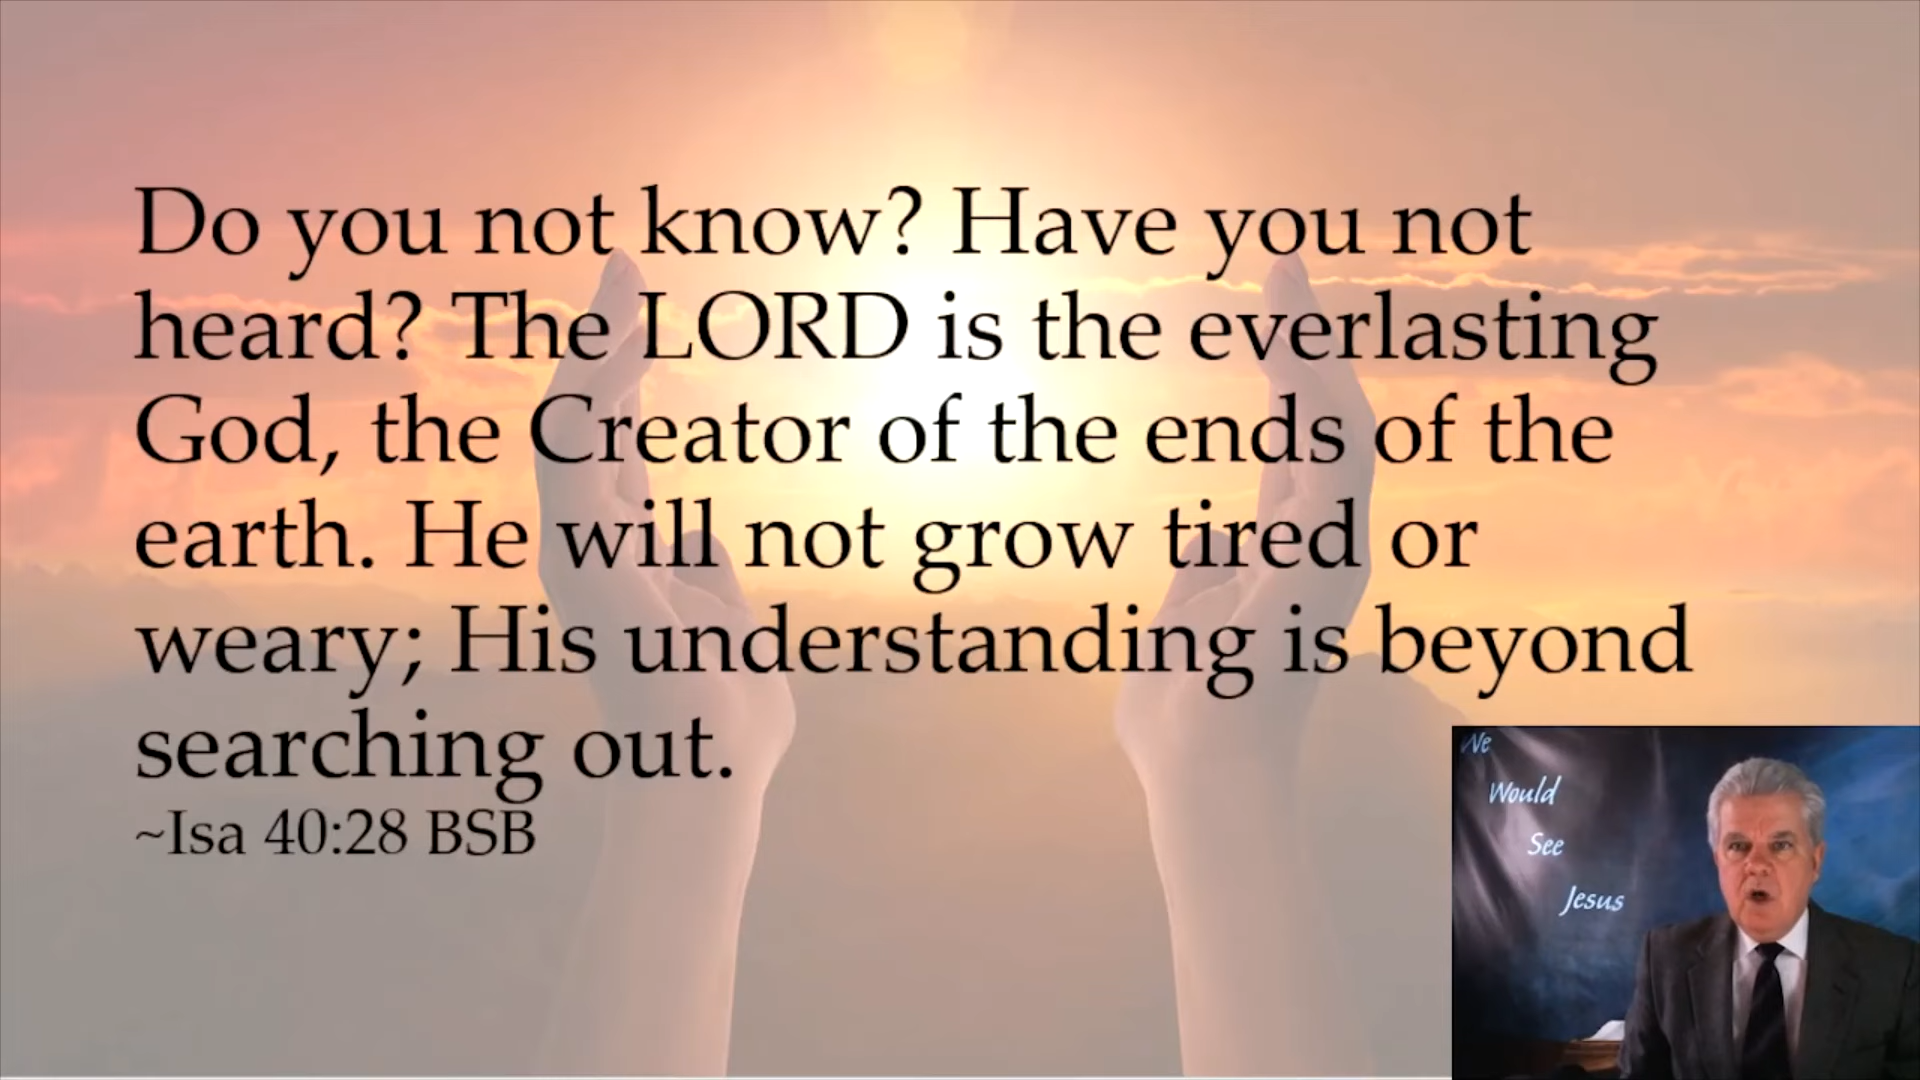 Do you not know? Have you not
heard? The LORD is the everlasting
God, the Creator of the ends of the
earth. He will not grow tired or
weary; His understanding is beyond
searching out.
~Isa 40:28 BSB
We
Would
See
Jesus